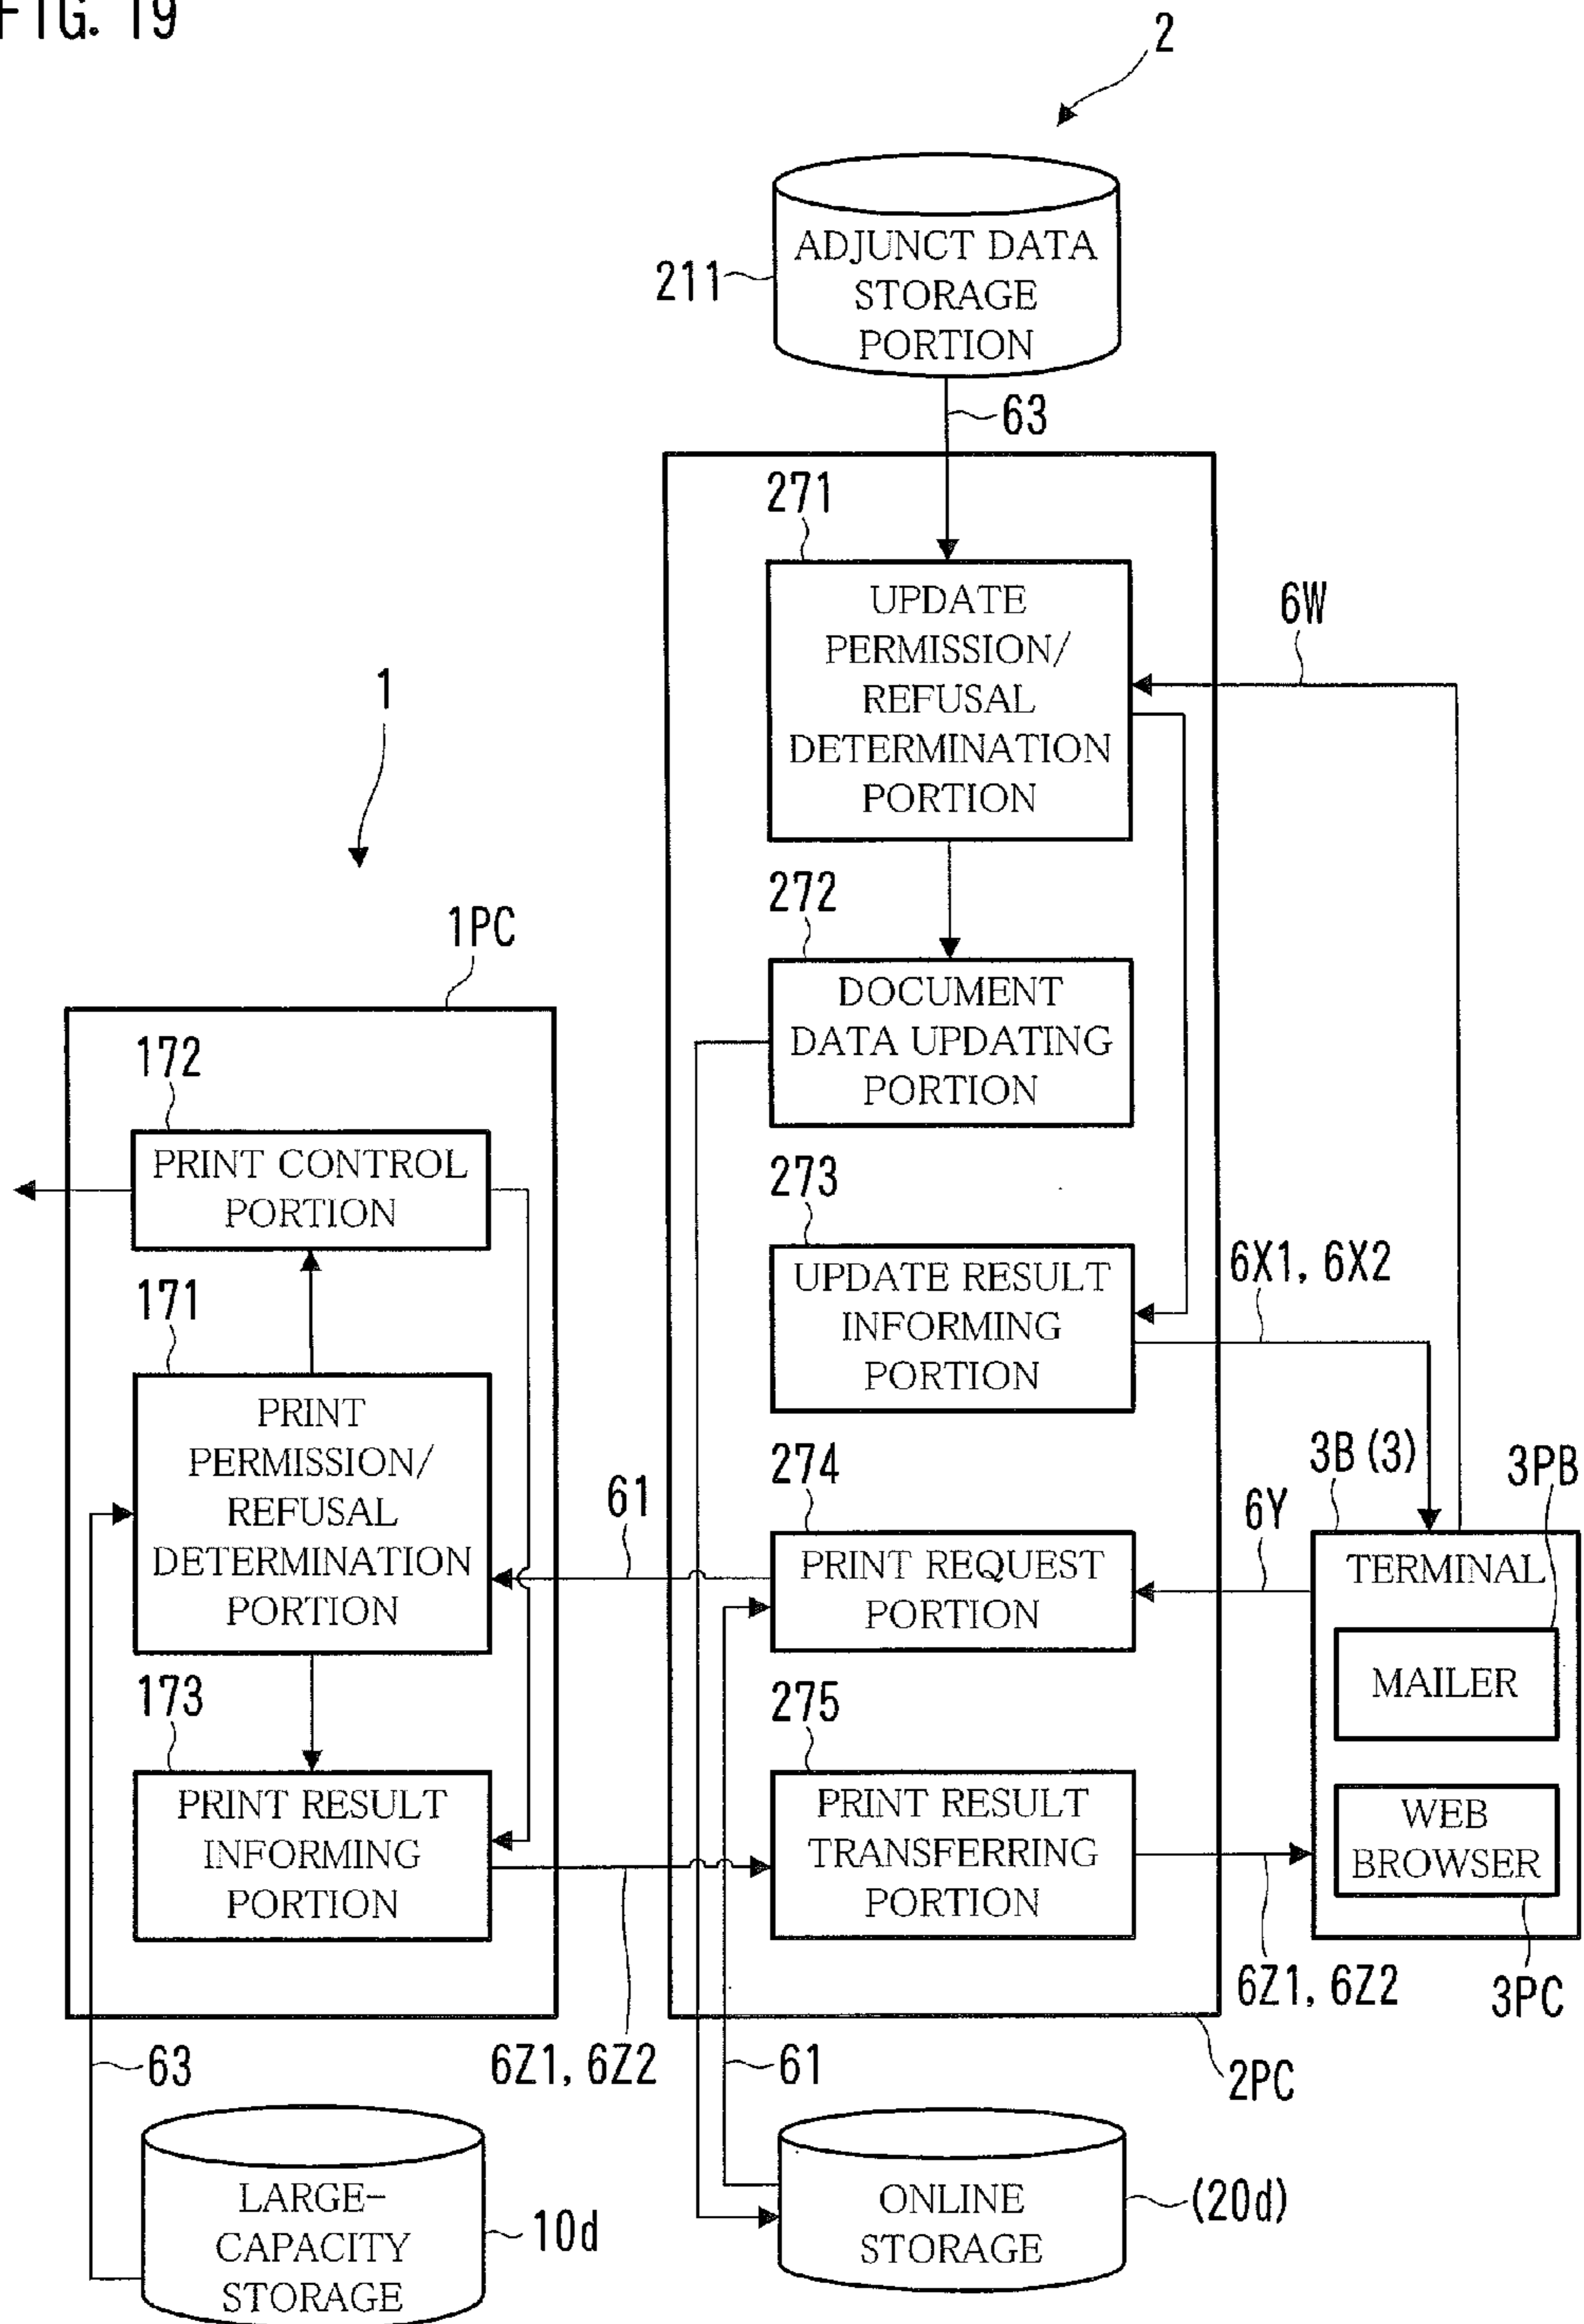 FIG. 19
2
ADJUNCT DATA
STORAGE
PORTION
211
63
271
UPDATE
PERMISSION/
REFUSAL
DETERMINATION
PORTION
6W
1
272
DOCUMENT
DATA UPDATING
PORTION
1PC
172
PRINT CONTROL
PORTION
273
UPDATE RESULT
INFORMING
PORTION
6X1, 6X2
171
PRINT
PERMISSION/
REFUSAL
DETERMINATION
PORTION
61
274
PRINT REQUEST
PORTION
6Y
3B (3)
3PB
TERMINAL
MAILER
WEB
BROWSER
3PC
173
PRINT RESULT
INFORMING
PORTION
275
PRINT RESULT
TRANSFERRING
PORTION
6Z1, 6Z2
6Z1, 6Z2
63
61
2PC
LARGE-
CAPACITY
STORAGE
10d
ONLINE
STORAGE
(20d)